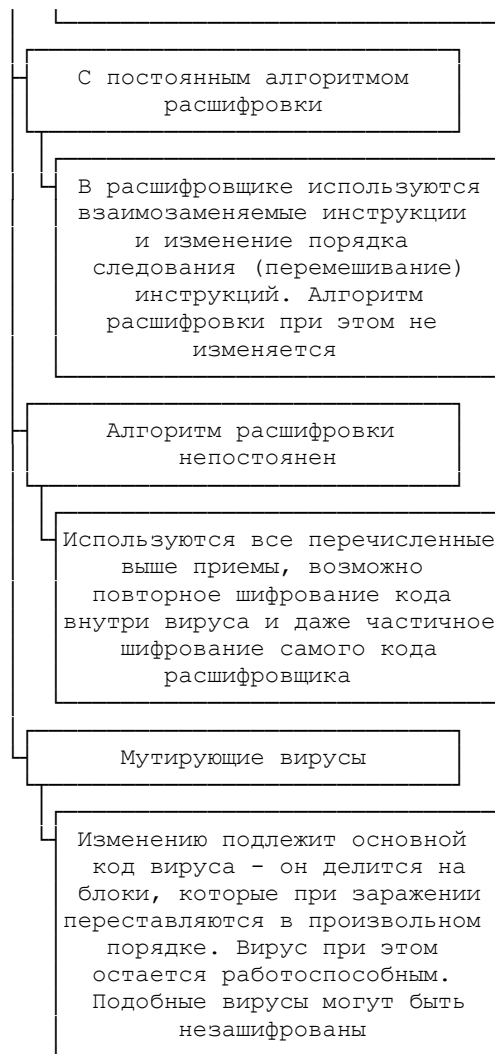 С постоянным алгоритмом
расшифровки
В расшифровщике используются
взаимозаменяемые инструкции
и изменение порядка
следования (перемешивание)
инструкций. Алгоритм
расшифровки при этом не
изменяется
Алгоритм расшифровки
непостоянен
Используются все перечисленные
выше приемы, возможно
повторное шифрование кода
внутри вируса и даже частичное
шифрование самого кода
расшифровщика
Мутирующие вирусы
Изменению подлежит основной
код вируса - он делится на
блоки, которые при заражении
переставляются в произвольном
порядке. Вирус при этом
остается работоспособным.
Подобные вирусы могут быть
незашифрованы